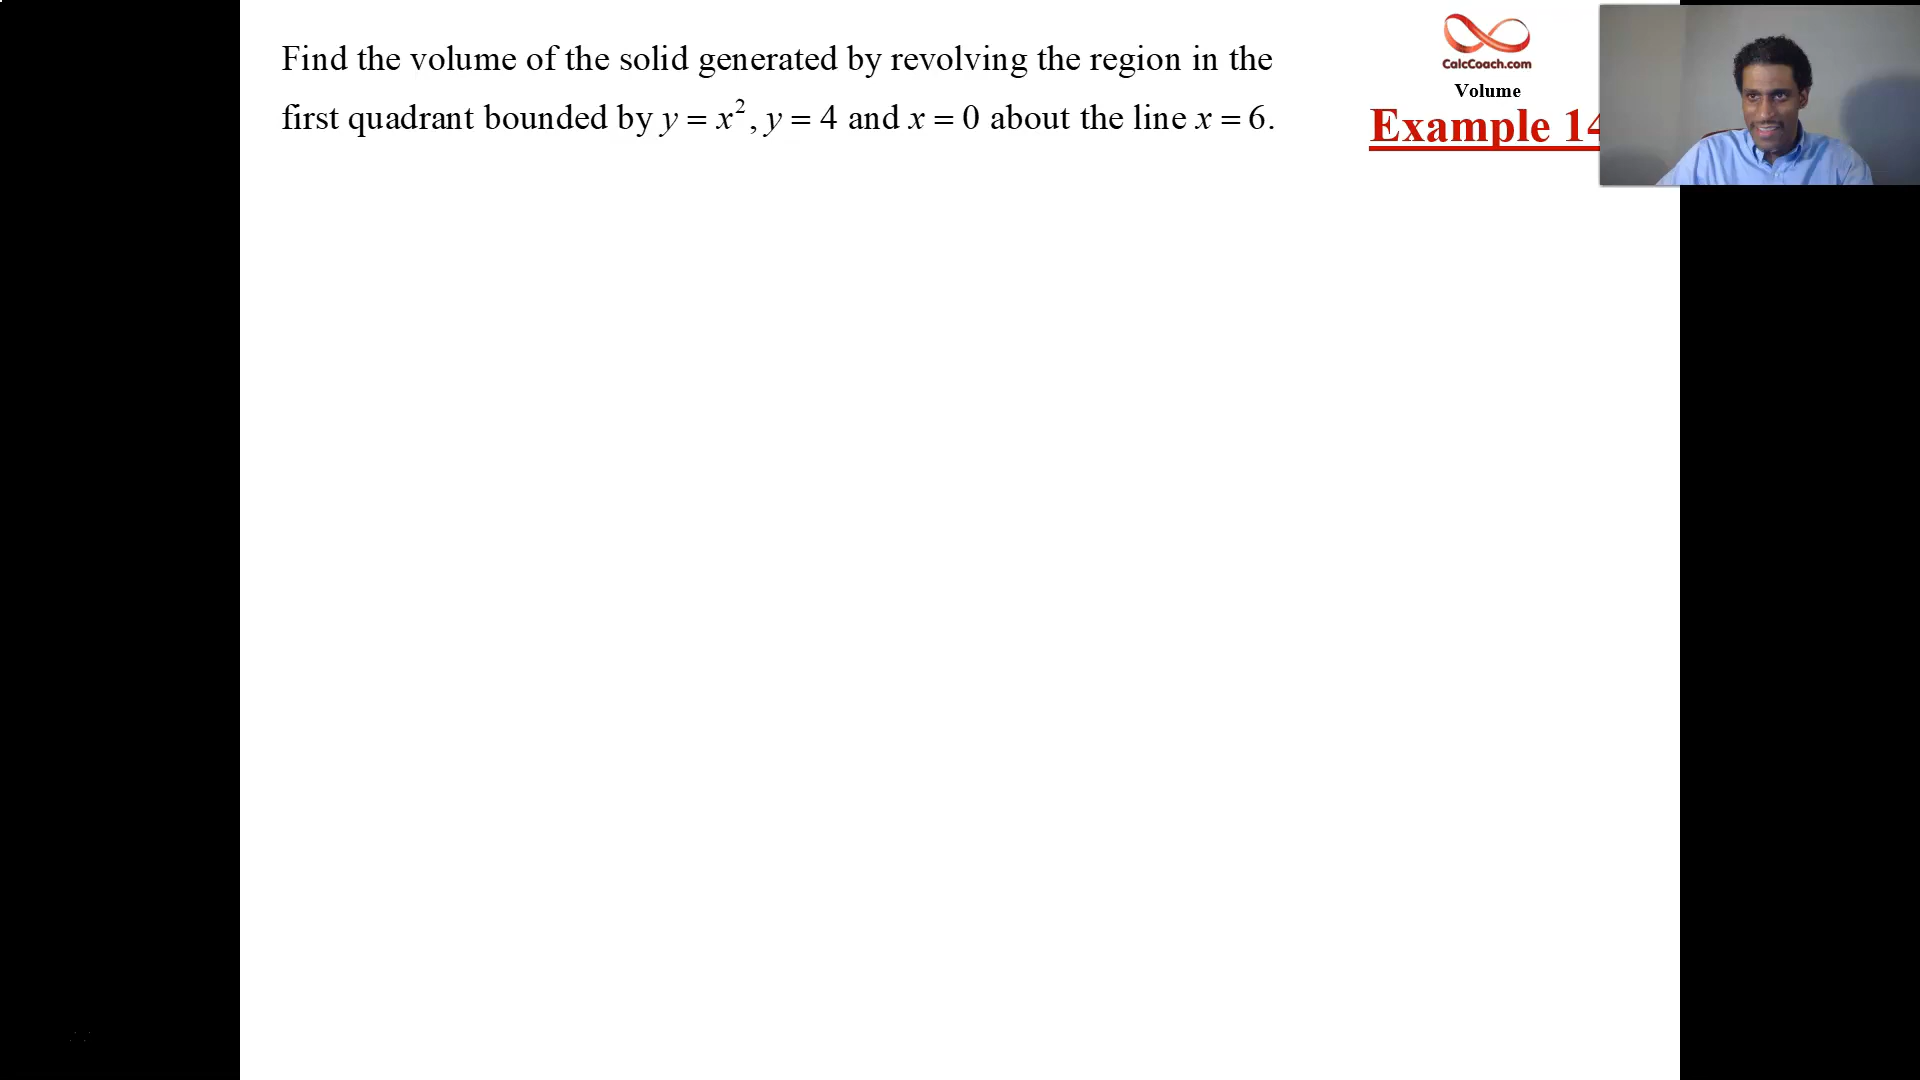 Find the volume of the solid generated by revolving the region in the
first quadrant bounded by y = x², y = 4 and x = 0 about the line x = 6.
CalcCoach.com
Volume
Example 14